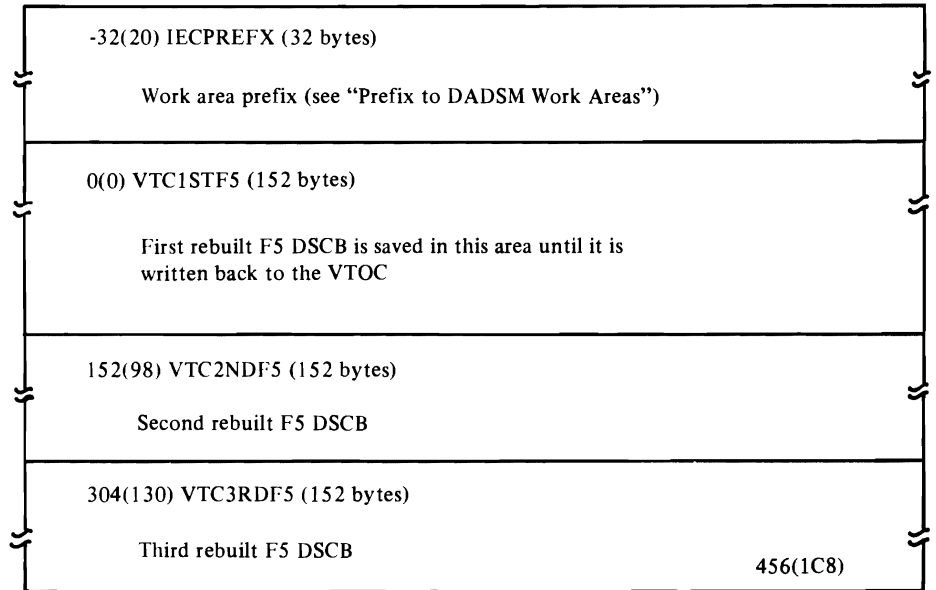 -32(20) IECPREFX (32 bytes)
Work area prefix (see “Prefix to DADSM Work Areas”)
0(0) VTC1STF5 (152 bytes)
First rebuilt F5 DSCB is saved in this area until it is
written back to the VTOC
152(98) VTC2NDF5 (152 bytes)
Second rebuilt F5 DSCB
304(130) VTC3RDF5 (152 bytes)
Third rebuilt F5 DSCB
456(1C8)